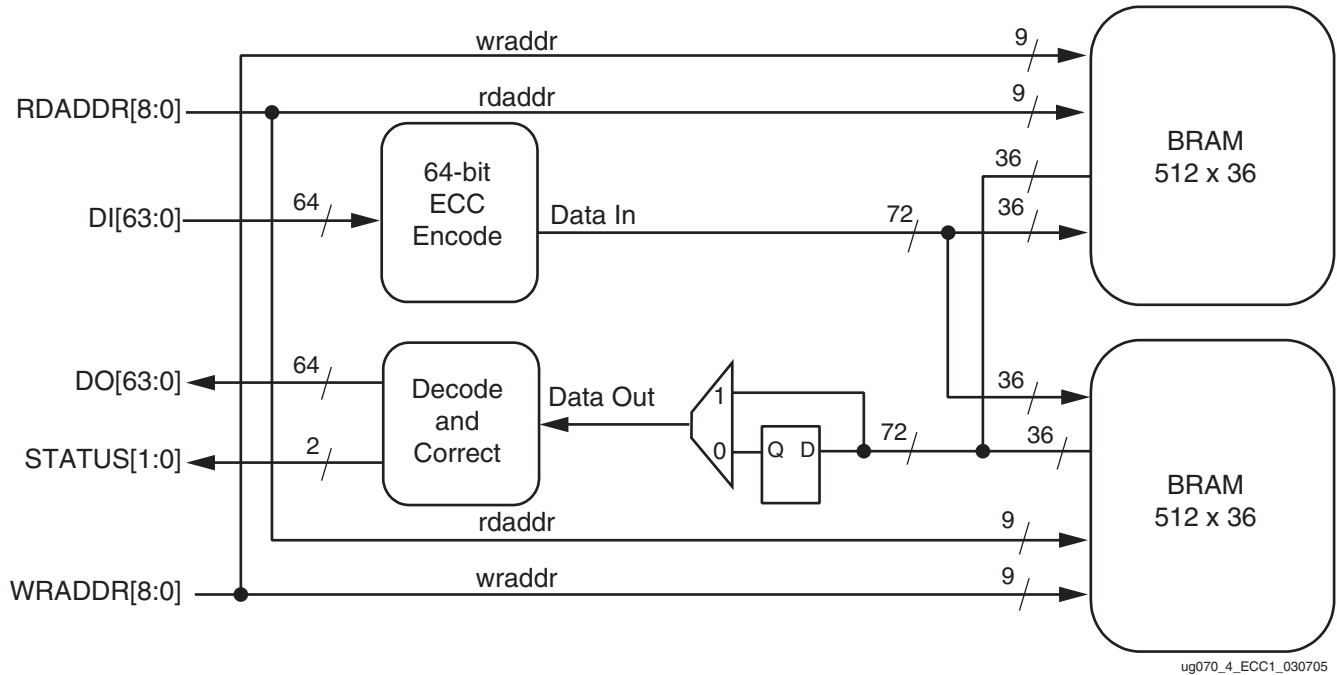 wraddr
9
RDADDR[8:0]
rdaddr
9
BRAM
512 x 36
36
64-bit
ECC
Encode
DI[63:0]
64
Data In
72
36
DO[63:0]
64
Decode
and
Correct
Data Out
1
0
Q D
72
36
36
STATUS[1:0]
2
BRAM
512 x 36
rdaddr
9
WRADDR[8:0]
wraddr
9
ug070_4_ECC1_030705